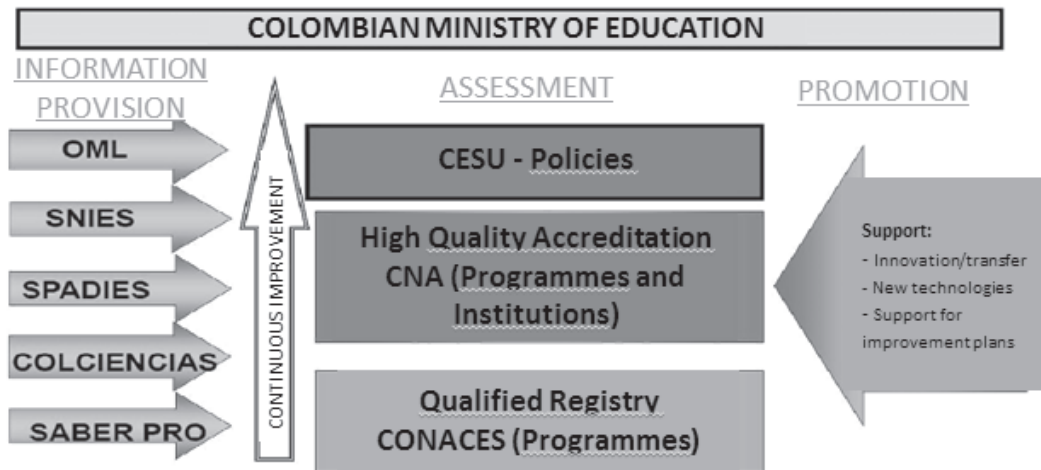 COLOMBIAN MINISTRY OF EDUCATION
INFORMATION
PROVISION
OML
SNIES
SPADIES
COLCIENCIAS
SABER PRO
CONTINUOUS IMPROVEMENT
ASSESSMENT
CESU - Policies
High Quality Accreditation
CNA (Programmes and
Institutions)
Qualified Registry
CONACES (Programmes)
PROMOTION
Support:
- Innovation/transfer
- New technologies
- Support for
improvement plans